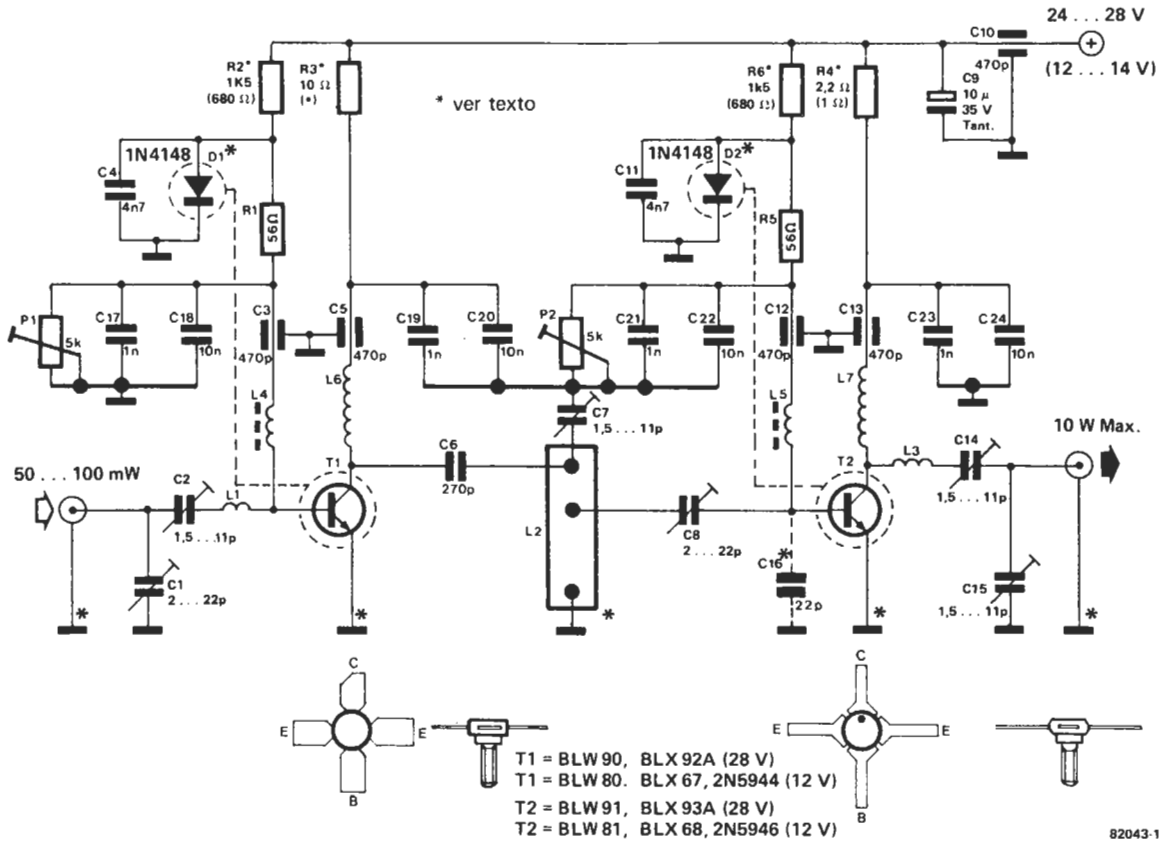 24 . . . 28 V
(12 . . . 14 V)
C10
470p
C9
10 µ
35 V
Tant.
R2*
1K5
(680 Ω)
R3*
10 Ω
(*)
* ver texto
R6*
1k5
(680 Ω)
R4*
2,2 Ω
(1 Ω)
1N4148
D1*
C4
4n7
R1
56Ω
1N4148
D2*
C11
4n7
R5
56Ω
P1
5k
C17
1n
C18
10n
C3
470p
C5
470p
C19
1n
C20
10n
P2
5k
C21
1n
C22
10n
C12
470p
C13
470p
C23
1n
C24
10n
L4
L6
C7
1,5 . . . 11p
L5
L7
50 . . . 100 mW
C2
1,5 . . . 11p
L1
T1
C6
270p
L2
C8
2 . . . 22p
T2
L3
C14
1,5 . . . 11p
10 W Max.
C1
2 . . . 22p
C16*
22p
C15
1,5 . . . 11p
*
*
*
*
*
C
E
E
B
C
E
E
B
T1 = BLW 90, BLX 92A (28 V)
T1 = BLW 80. BLX 67, 2N5944 (12 V)
T2 = BLW 91, BLX 93A (28 V)
T2 = BLW 81, BLX 68, 2N5946 (12 V)
82043-1